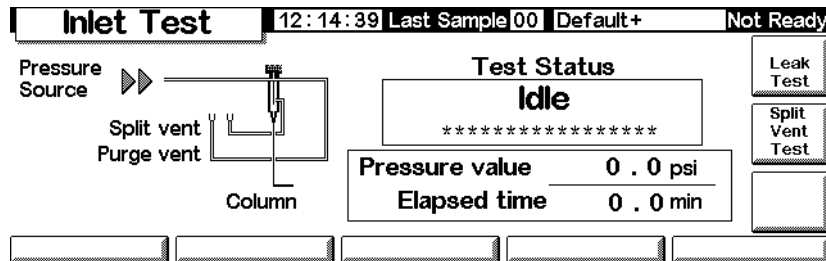 Inlet Test 12:14:39 Last Sample 00 Default+ Not Ready
Pressure
Source
Split vent
Purge vent
Column
Test Status
Idle
*****************
Pressure value 0 . 0 psi
Elapsed time 0 . 0 min
Leak
Test
Split
Vent
Test